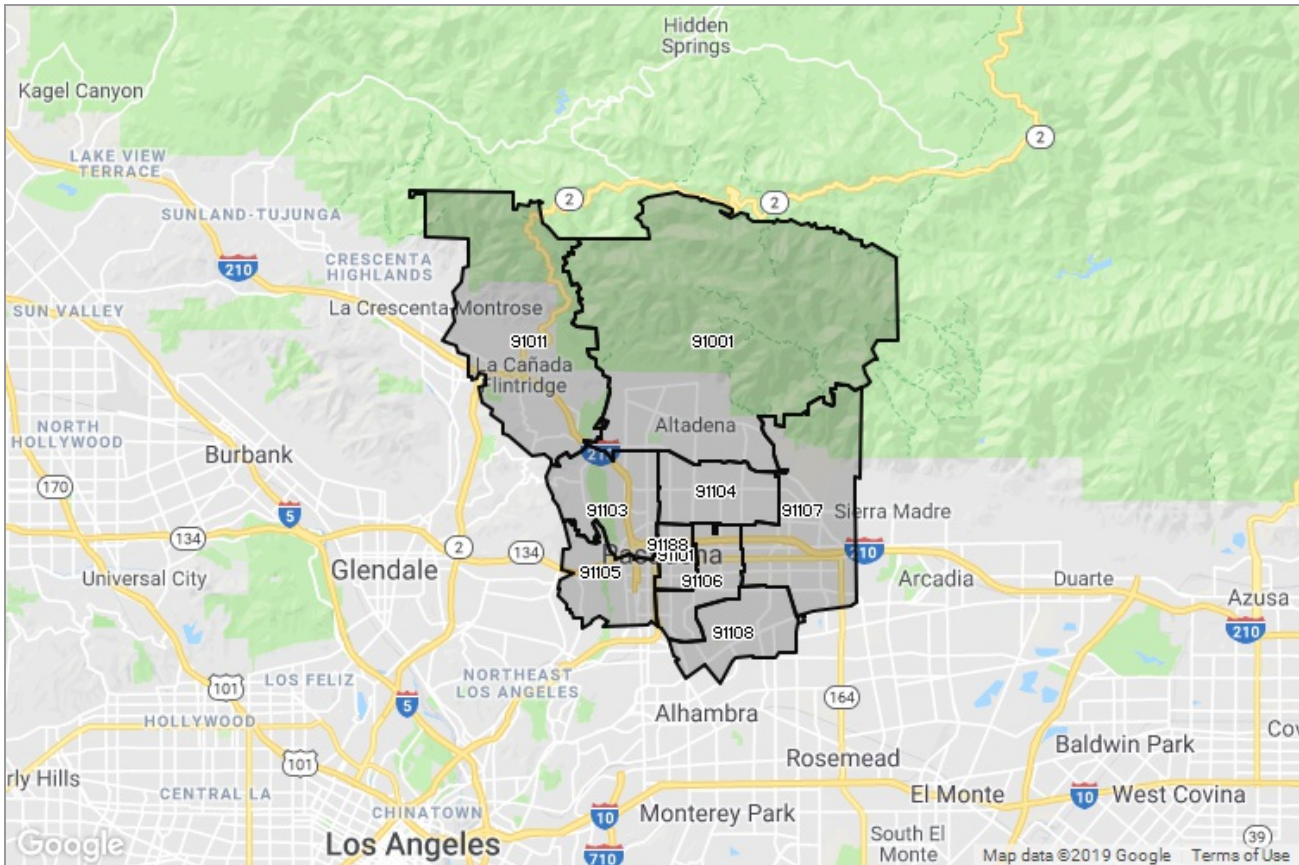 Hidden
Springs
Kagel Canyon
2
LAKE VIEW
TERRACE
2
2
SUNLAND-TUJUNGA
CRESCENTA
HIGHLANDS
210
La Crescenta-Montrose
SUN VALLEY
91011
91001
La Cañada
Flintridge
NORTH
HOLLYWOOD
Altadena
Burbank
210
170
91104
91103
91107
Sierra Madre
5
134
2
134
91188
Pasadena
91101
210
Universal City
Glendale
91105
91106
Arcadia
Duarte
Azusa
210
91108
101
LOS FELIZ
NORTHEAST
LOS ANGELES
5
164
39
HOLLYWOOD
Alhambra
101
Rosemead
Baldwin Park
Cov
rly Hills
CENTRAL LA
CHINATOWN
10
Monterey Park
El Monte
10
West Covina
Los Angeles
710
South El
Monte
39
Google
Map data ©2019 Google
Terms of Use